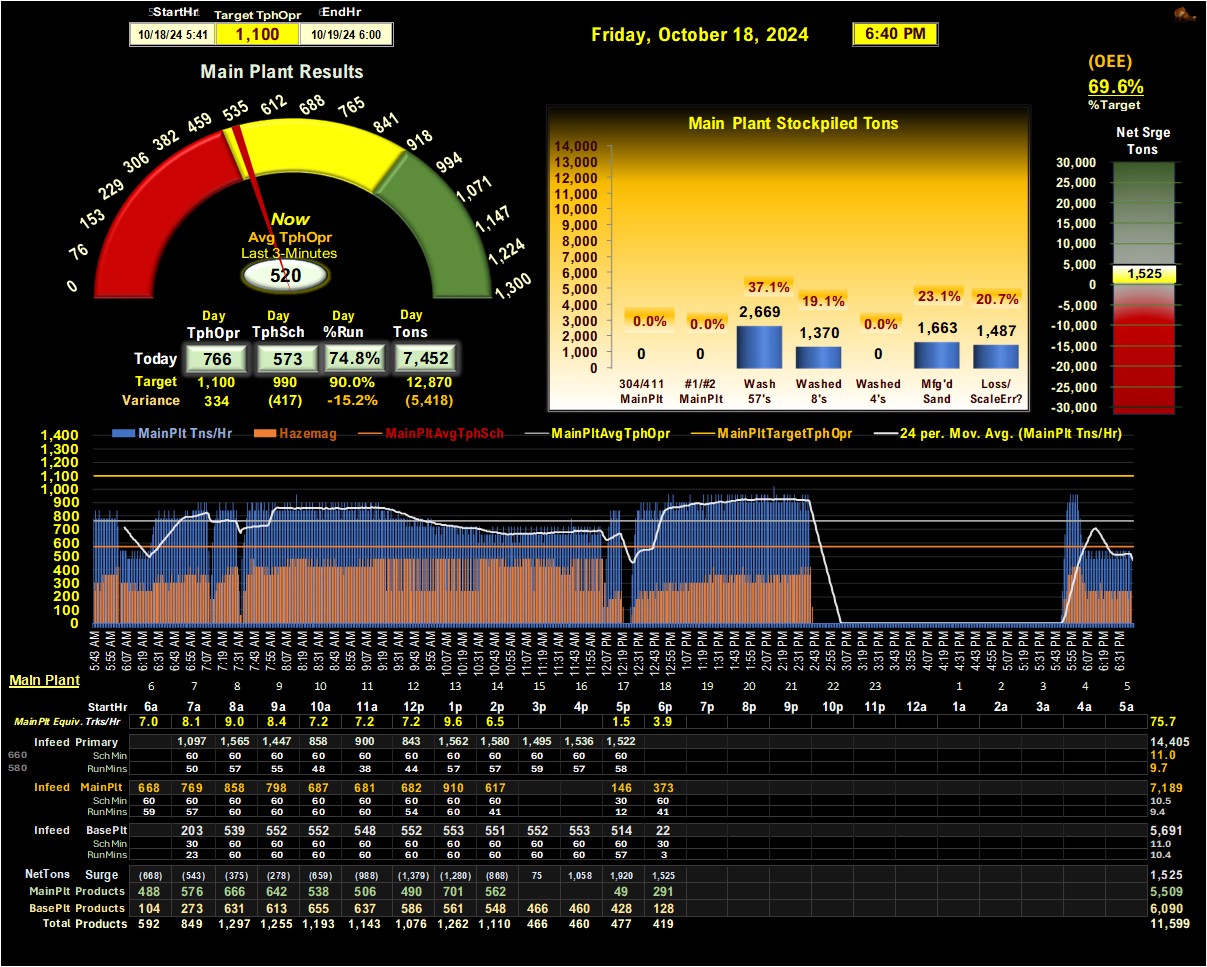 StartHr Target TphOpr EndHr
10/18/24 5:41 1,100 10/19/24 6:00
Friday, October 18, 2024 6:40 PM
(OEE)
69.6%
%Target
Main Plant Results
0 76 153 229 306 382 459 535 612 688 765 841 918 994 1,071 1,147 1,224 1,300
Now
Avg TphOpr
Last 3-Minutes
520
Day Day Day Day
TphOpr TphSch %Run Tons
Today 766 573 74.8% 7,452
Target 1,100 990 90.0% 12,870
Variance 334 (417) -15.2% (5,418)
Main Plant Stockpiled Tons
14,000
13,000
12,000
11,000
10,000
9,000
8,000
7,000
6,000
5,000
4,000
3,000
2,000
1,000
0
0.0% 0.0% 37.1% 19.1% 0.0% 23.1% 20.7%
0 0 2,669 1,370 0 1,663 1,487
304/411 #1/#2 Wash Washed Washed Mfg'd Loss/
MainPlt MainPlt 57's 8's 4's Sand ScaleErr?
Net Srge
Tons
30,000
25,000
20,000
15,000
10,000
5,000
0
-5,000
-10,000
-15,000
-20,000
-25,000
-30,000
1,525
MainPlt Tns/Hr Hazemag MainPltAvgTphSch MainPltAvgTphOpr MainPltTargetTphOpr 24 per. Mov. Avg. (MainPlt Tns/Hr)
1,400
1,300
1,200
1,100
1,000
900
800
700
600
500
400
300
200
100
0
5:43 AM 5:55 AM 6:07 AM 6:19 AM 6:31 AM 6:43 AM 6:55 AM 7:07 AM 7:19 AM 7:31 AM 7:43 AM 7:55 AM 8:07 AM 8:19 AM 8:31 AM 8:43 AM 8:55 AM 9:07 AM 9:19 AM 9:31 AM 9:43 AM 9:55 AM 10:07 AM 10:19 AM 10:31 AM 10:43 AM 10:55 AM 11:07 AM 11:19 AM 11:31 AM 11:43 AM 11:55 AM 12:07 PM 12:19 PM 12:31 PM 12:43 PM 12:55 PM 1:07 PM 1:19 PM 1:31 PM 1:43 PM 1:55 PM 2:07 PM 2:19 PM 2:31 PM 2:43 PM 2:55 PM 3:07 PM 3:19 PM 3:31 PM 3:43 PM 3:55 PM 4:07 PM 4:19 PM 4:31 PM 4:43 PM 4:55 PM 5:07 PM 5:19 PM 5:31 PM 5:43 PM 5:55 PM 6:07 PM 6:19 PM 6:31 PM
Main Plant
6 7 8 9 10 11 12 13 14 15 16 17 18 19 20 21 22 23 1 2 3 4 5
StartHr 6a 7a 8a 9a 10a 11a 12p 1p 2p 3p 4p 5p 6p 7p 8p 9p 10p 11p 12a 1a 2a 3a 4a 5a
MainPlt Equiv. Trks/Hr 7.0 8.1 9.0 8.4 7.2 7.2 7.2 9.6 6.5 1.5 3.9 75.7
Infeed Primary 1,097 1,565 1,447 858 900 843 1,562 1,580 1,495 1,536 1,522 14,405
660 SchMin 60 60 60 60 60 60 60 60 60 60 60 11.0
580 RunMins 50 57 55 48 38 44 57 57 59 57 58 9.7
Infeed MainPlt 668 769 858 798 687 681 682 910 617 146 373 7,189
SchMin 60 60 60 60 60 60 60 60 60 30 60 10.5
RunMins 59 57 60 60 60 60 54 60 41 12 41 9.4
Infeed BasePlt 203 539 552 552 548 552 553 551 552 553 514 22 5,691
SchMin 30 60 60 60 60 60 60 60 60 60 60 30 11.0
RunMins 23 60 60 60 60 60 60 60 60 60 57 3 10.4
NetTons Surge (668) (543) (375) (278) (659) (988) (1,379) (1,280) (868) 75 1,058 1,920 1,525 1,525
MainPlt Products 488 576 666 642 538 506 490 701 562 49 291 5,509
BasePlt Products 104 273 631 613 655 637 586 561 548 466 460 428 128 6,090
Total Products 592 849 1,297 1,255 1,193 1,143 1,076 1,262 1,110 466 460 477 419 11,599